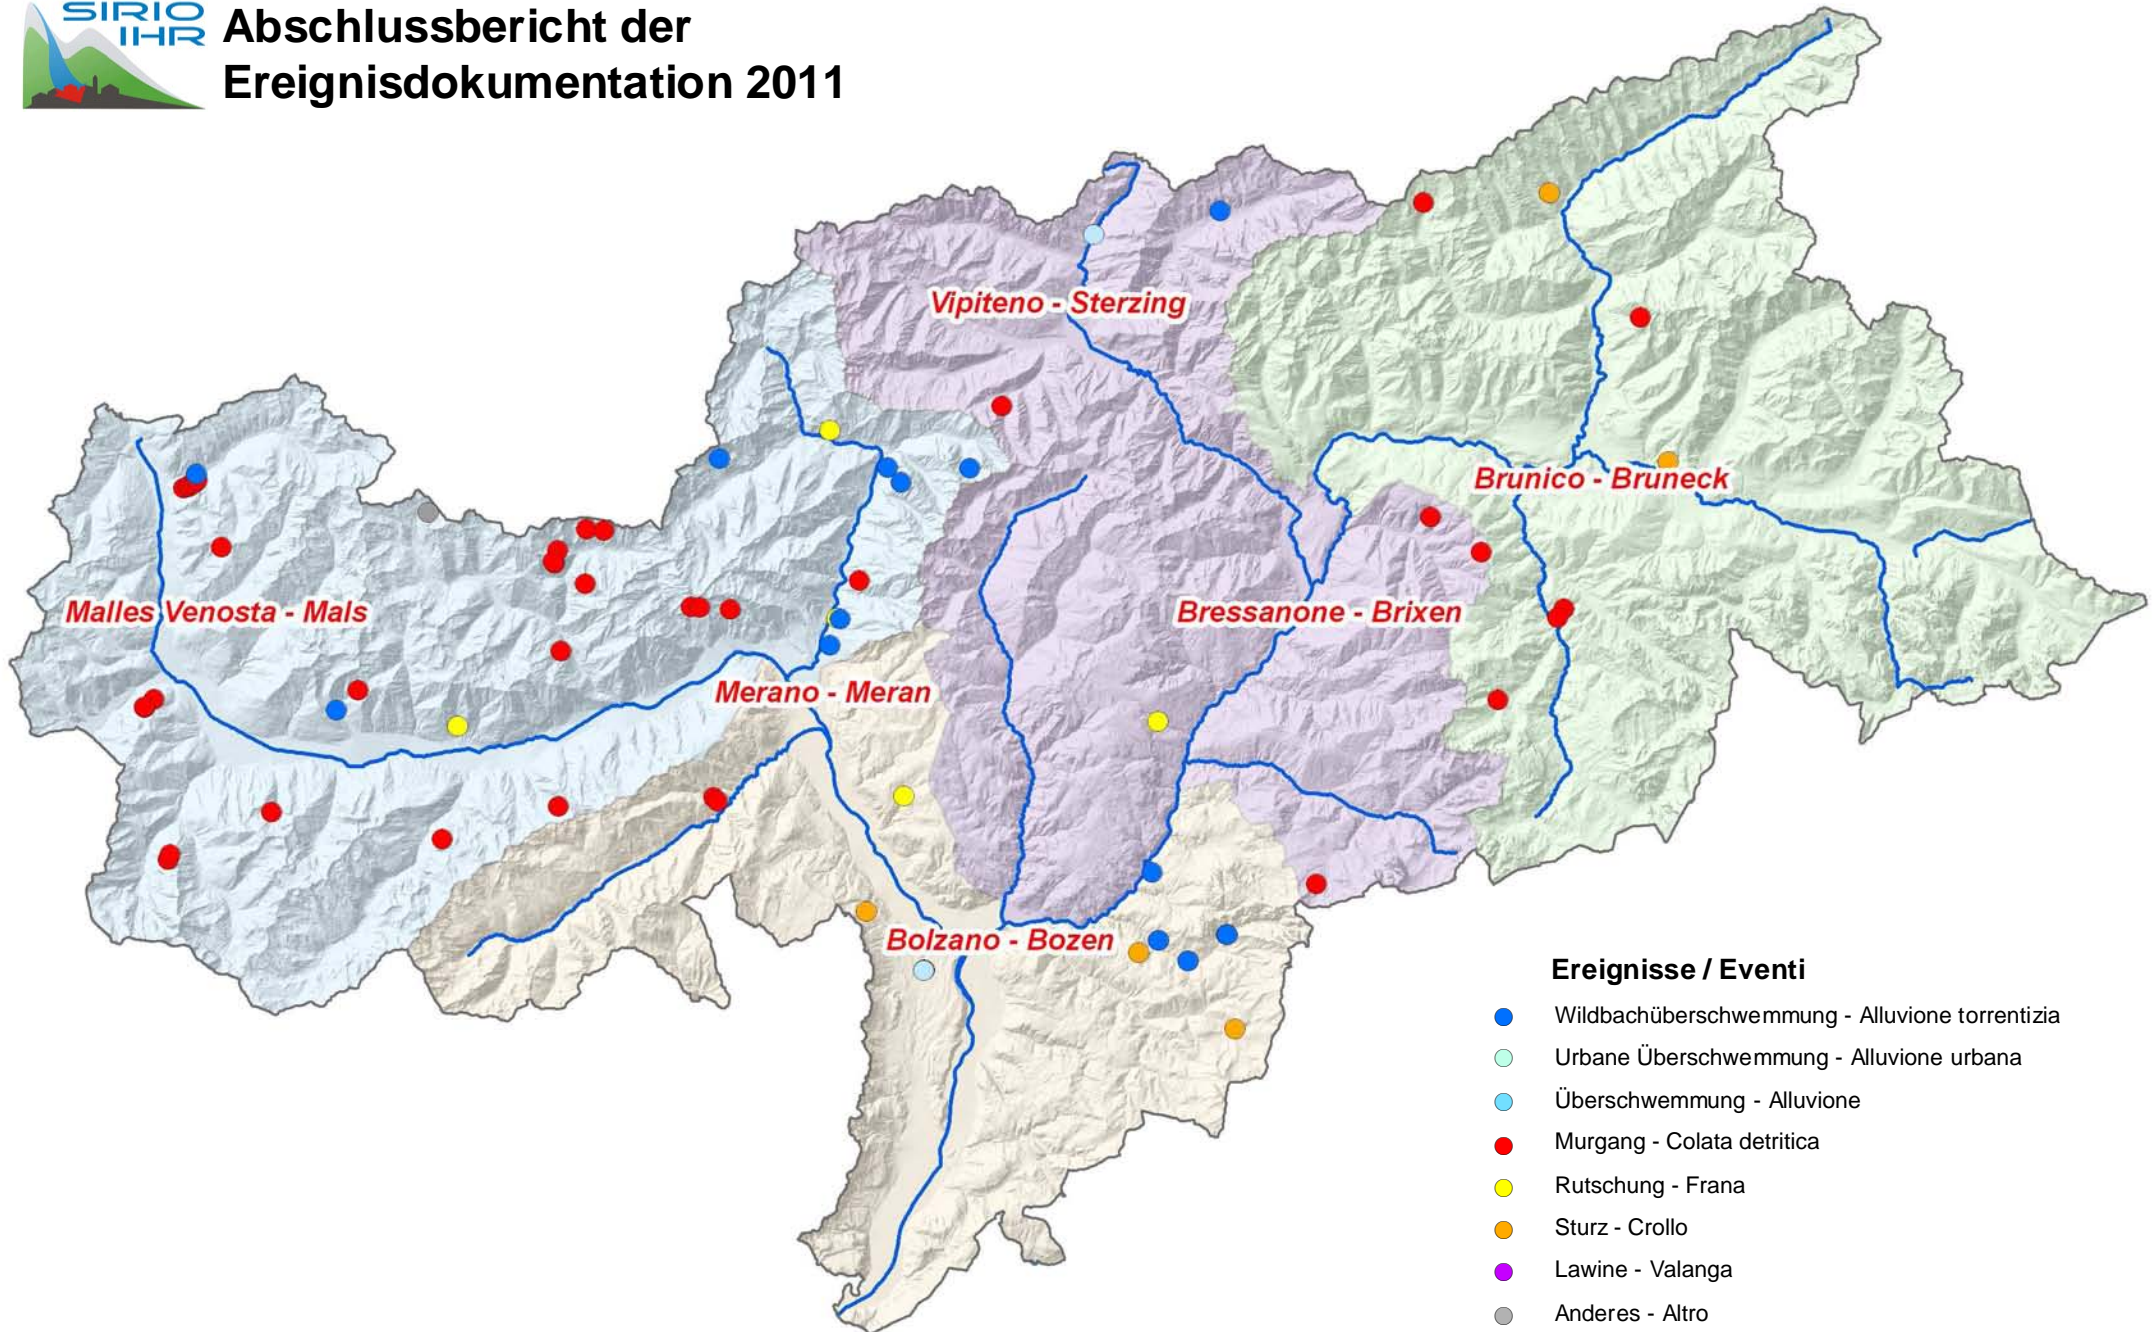 SIRIO
IHR
Abschlussbericht der
Ereignisdokumentation 2011
Vipiteno - Sterzing
Brunico - Bruneck
Malles Venosta - Mals
Bressanone - Brixen
Merano - Meran
Bolzano - Bozen
Ereignisse / Eventi
Wildbachüberschwemmung - Alluvione torrentizia
Urbane Überschwemmung - Alluvione urbana
Überschwemmung - Alluvione
Murgang - Colata detritica
Rutschung - Frana
Sturz - Crollo
Lawine - Valanga
Anderes - Altro